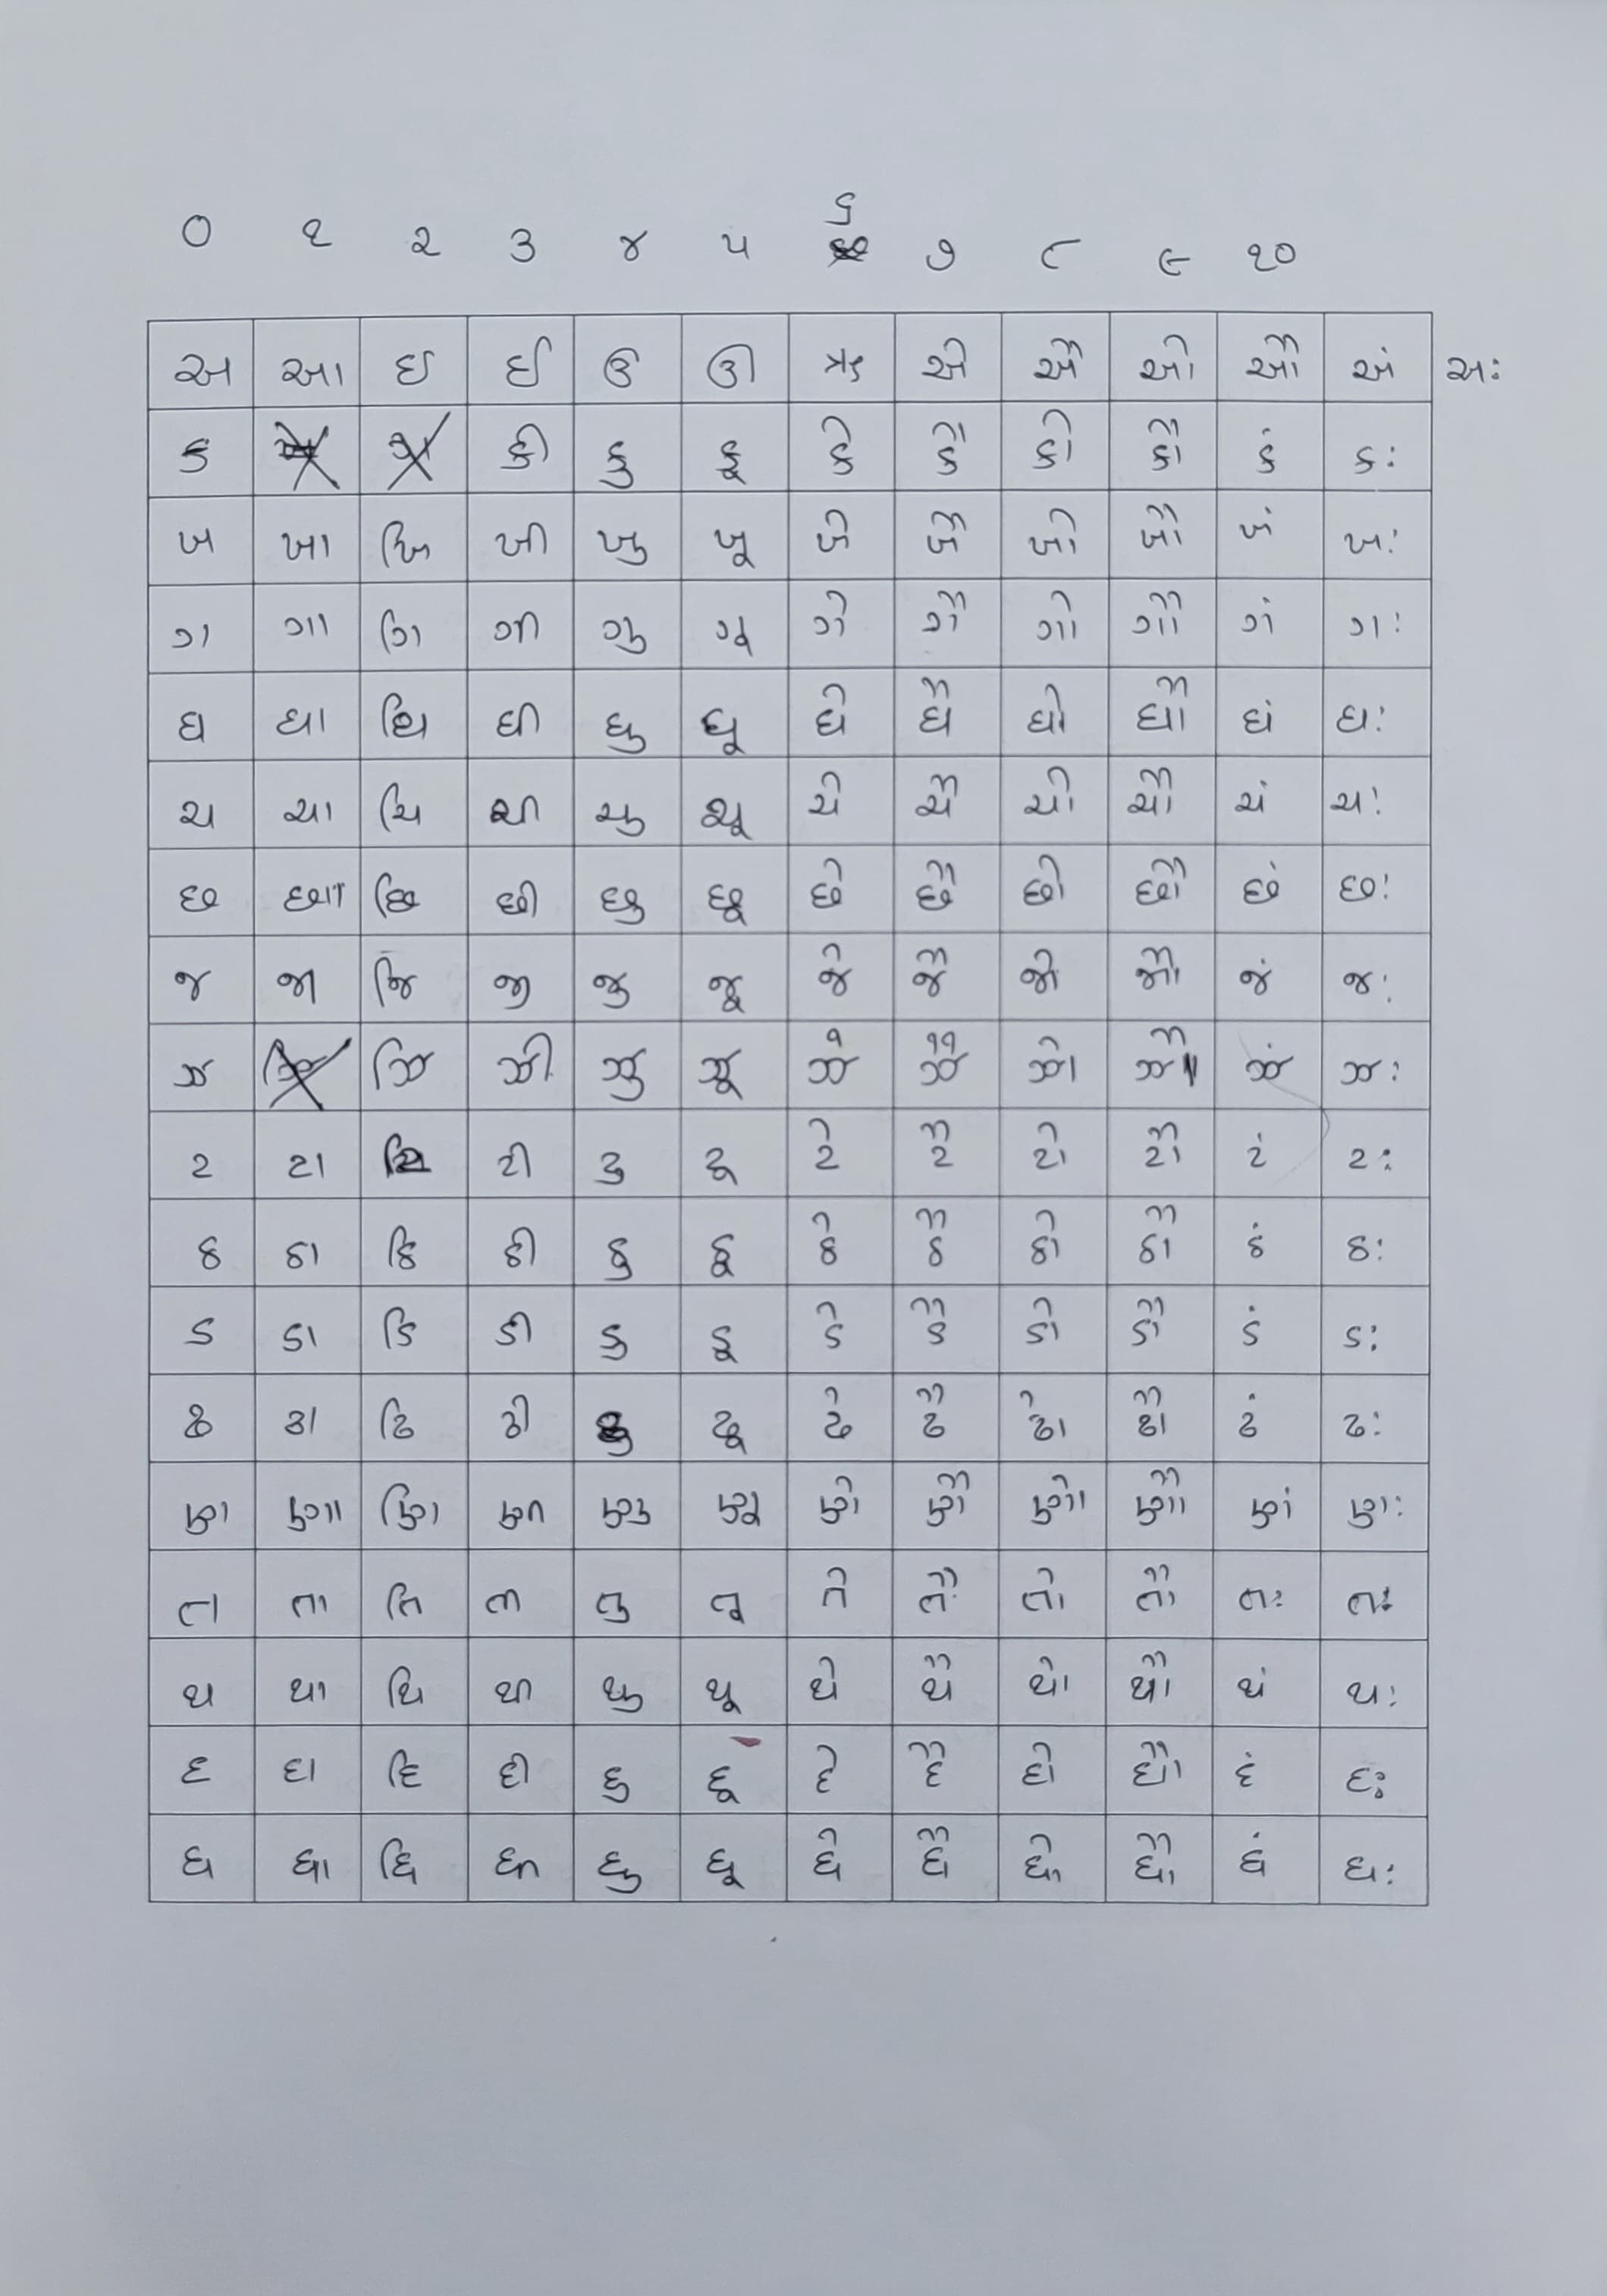 ૦ ૧ ૨ ૩ ૪ ૫ ૬ ૭ ૮ ૯ ૧૦
અ આ ઇ ઈ ઉ ઊ ઋ એ ઐ ઓ ઔ અં અઃ
ક કી કુ કૂ કે કૈ કો કૌ કં કઃ
ખ ખા ખિ ખી ખુ ખૂ ખે ખૈ ખો ખૌ ખં ખઃ
ગ ગા ગિ ગી ગુ ગૂ ગે ગૈ ગો ગૌ ગં ગઃ
ઘ ઘા ઘિ ઘી ઘુ ઘૂ ઘે ઘૈ ઘો ઘૌ ઘં ઘઃ
ચ ચા ચિ ચી ચુ ચૂ ચે ચૈ ચો ચૌ ચં ચઃ
છ છા છિ છી છુ છૂ છે છૈ છો છૌ છં છઃ
જ જા જિ જી જુ જૂ જે જૈ જો જૌ જં જઃ
ઝ ઝિ ઝી ઝુ ઝૂ ઝે ઝૈ ઝો ઝૌ ઝં ઝઃ
ટ ટા ટિ ટી ટુ ટૂ ટે ટૈ ટો ટૌ ટં ટઃ
ઠ ઠા ઠિ ઠી ઠુ ઠૂ ઠે ઠૈ ઠો ઠૌ ઠં ઠઃ
ડ ડા ડિ ડી ડુ ડૂ ડે ડૈ ડો ડૌ ડં ડઃ
ઢ ઢા ઢિ ઢી ઢુ ઢૂ ઢે ઢૈ ઢો ઢૌ ઢં ઢઃ
ણ ણા ણિ ણી ણુ ણૂ ણે ણૈ ણો ણૌ ણં ણઃ
ત તા તિ તી તુ તૂ તે તૈ તો તૌ તઃ તઃ
થ થા થિ થી થુ થૂ થે થૈ થો થૌ થં થઃ
દ દા દિ દી દુ દૂ દે દૈ દો દૌ દં દઃ
ધ ધા ધિ ધી ધુ ધૂ ધે ધૈ ધો ધૌ ધં ધઃ